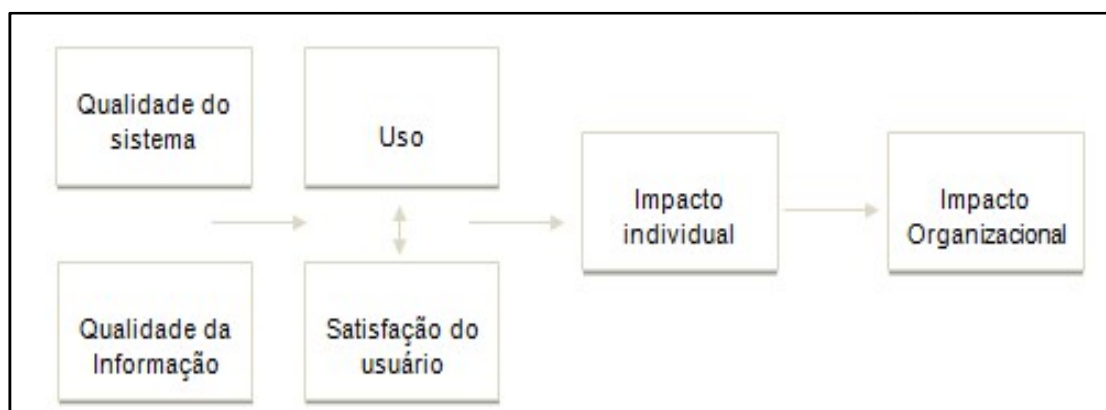 Qualidade do
sistema
Uso
Impacto
individual
Impacto
Organizacional
Qualidade da
Informação
Satisfação do
usuário